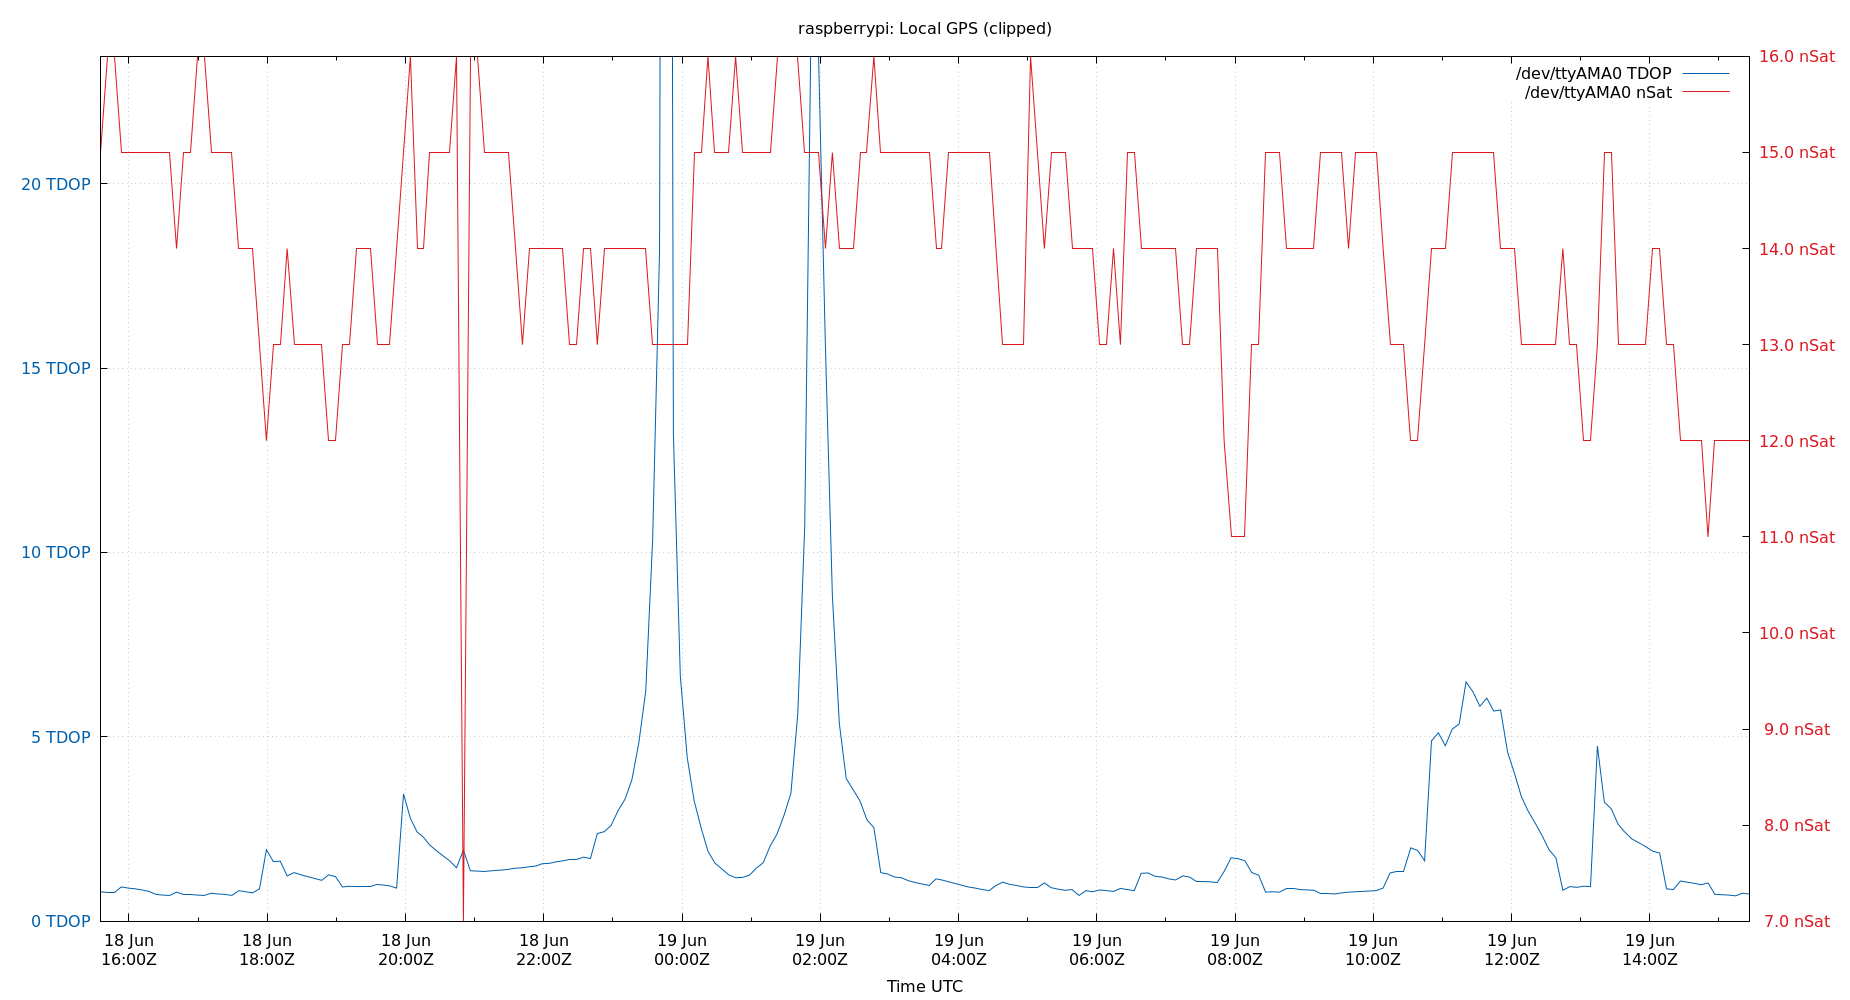 raspberrypi: Local GPS (clipped)
/dev/ttyAMA0 TDOP
/dev/ttyAMA0 nSat
20 TDOP
15 TDOP
10 TDOP
5 TDOP
0 TDOP
16.0 nSat
15.0 nSat
14.0 nSat
13.0 nSat
12.0 nSat
11.0 nSat
10.0 nSat
9.0 nSat
8.0 nSat
7.0 nSat
18 Jun 18 Jun 18 Jun 18 Jun 19 Jun 19 Jun 19 Jun 19 Jun 19 Jun 19 Jun 19 Jun 19 Jun
16:00Z 18:00Z 20:00Z 22:00Z 00:00Z 02:00Z 04:00Z 06:00Z 08:00Z 10:00Z 12:00Z 14:00Z
Time UTC